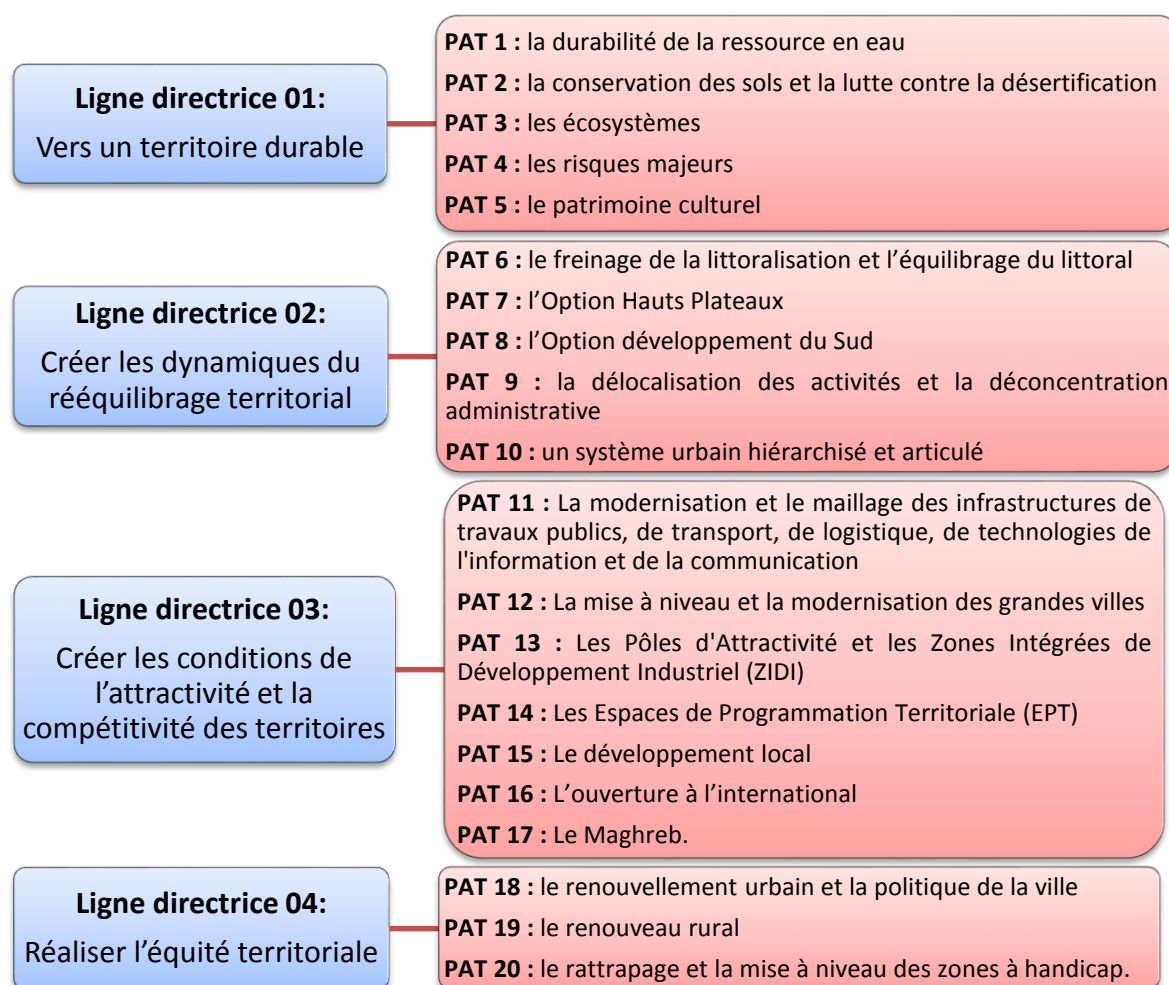 Ligne directrice 01:
Vers un territoire durable
PAT 1 : la durabilité de la ressource en eau
PAT 2 : la conservation des sols et la lutte contre la désertification
PAT 3 : les écosystèmes
PAT 4 : les risques majeurs
PAT 5 : le patrimoine culturel
Ligne directrice 02:
Créer les dynamiques du
rééquilibrage territorial
PAT 6 : le freinage de la littoralisation et l’équilibrage du littoral
PAT 7 : l’Option Hauts Plateaux
PAT 8 : l’Option développement du Sud
PAT 9 : la délocalisation des activités et la déconcentration
administrative
PAT 10 : un système urbain hiérarchisé et articulé
Ligne directrice 03:
Créer les conditions de
l’attractivité et la
compétitivité des territoires
PAT 11 : La modernisation et le maillage des infrastructures de
travaux publics, de transport, de logistique, de technologies de
l'information et de la communication
PAT 12 : La mise à niveau et la modernisation des grandes villes
PAT 13 : Les Pôles d'Attractivité et les Zones Intégrées de
Développement Industriel (ZIDI)
PAT 14 : Les Espaces de Programmation Territoriale (EPT)
PAT 15 : Le développement local
PAT 16 : L’ouverture à l’international
PAT 17 : Le Maghreb.
Ligne directrice 04:
Réaliser l’équité territoriale
PAT 18 : le renouvellement urbain et la politique de la ville
PAT 19 : le renouveau rural
PAT 20 : le rattrapage et la mise à niveau des zones à handicap.